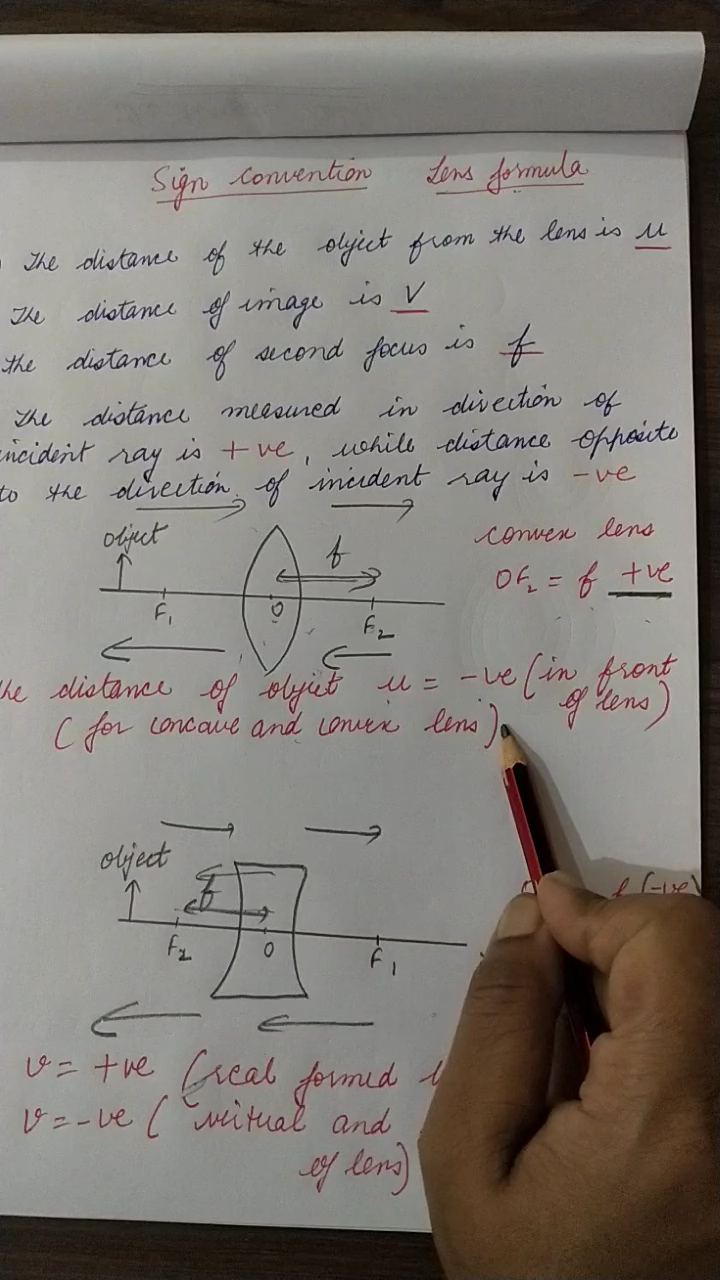 Sign convention Lens formula
The distance of the object from the lens is u
The distance of image is V
the distance of second focus is f
The distance measured in direction of
incident ray is +ve, while distance opposite
to the direction of incident ray is -ve
object
f
convex lens
OF₂ = f +ve
F₁ O F₂
he distance of object u = -ve (in front
of lens)
(for concave and convex lens)
object
f
f (-ve)
F₂ O F₁
v = +ve (real formed
v = -ve ( virtual and
of lens)